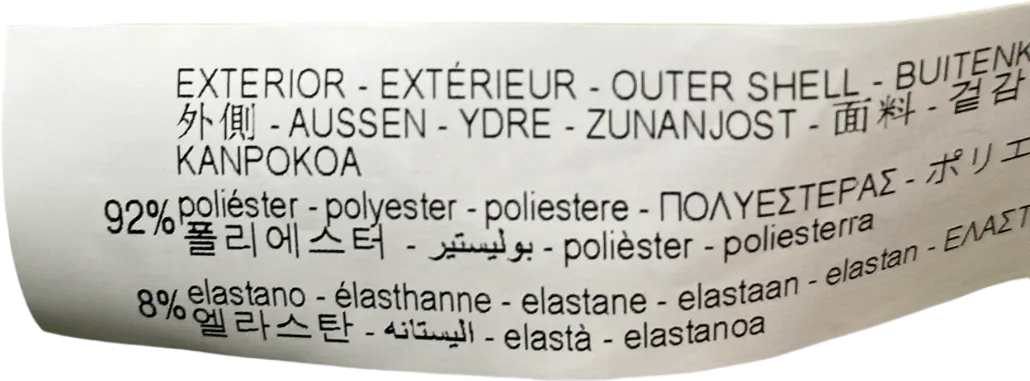 EXTERIOR - EXTÉRIEUR - OUTER SHELL - BUITENK
外側 - AUSSEN - YDRE - ZUNANJOST - 面料 - 겉감
KANPOKOA
92% poliéster - polyester - poliestere - ΠΟΛΥΕΣΤΕΡΑΣ - ポリエ
폴리에스터 - بوليستير - polièster - poliesterra
8% elastano - élasthanne - elastane - elastaan - elastan - ΕΛΑΣΤ
엘라스탄 - اليستانه - elastà - elastanoa